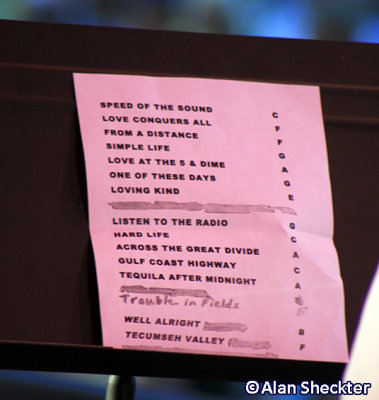 SPEED OF THE SOUND C
LOVE CONQUERS ALL F
FROM A DISTANCE F
SIMPLE LIFE G
LOVE AT THE 5 & DIME A
ONE OF THESE DAYS G
LOVING KIND E
LISTEN TO THE RADIO G
HARD LIFE C
ACROSS THE GREAT DIVIDE A
GULF COAST HIGHWAY C
TEQUILA AFTER MIDNIGHT A
Trouble in Fields F
WELL ALRIGHT B
TECUMSEH VALLEY F
©Alan Sheckter